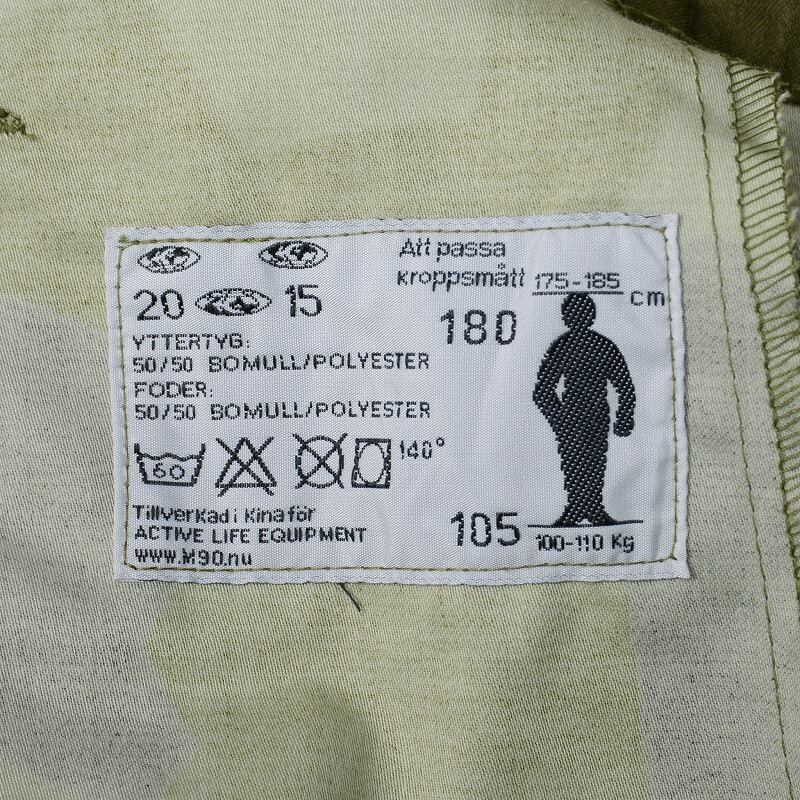 20 15
YTTERTYG:
50/50 BOMULL/POLYESTER
FODER:
50/50 BOMULL/POLYESTER
60
140°
Tillverkad i Kina för
ACTIVE LIFE EQUIPMENT
www.M90.nu
Att passa
kroppsmått
175-185
cm
180
105
100-110 Kg